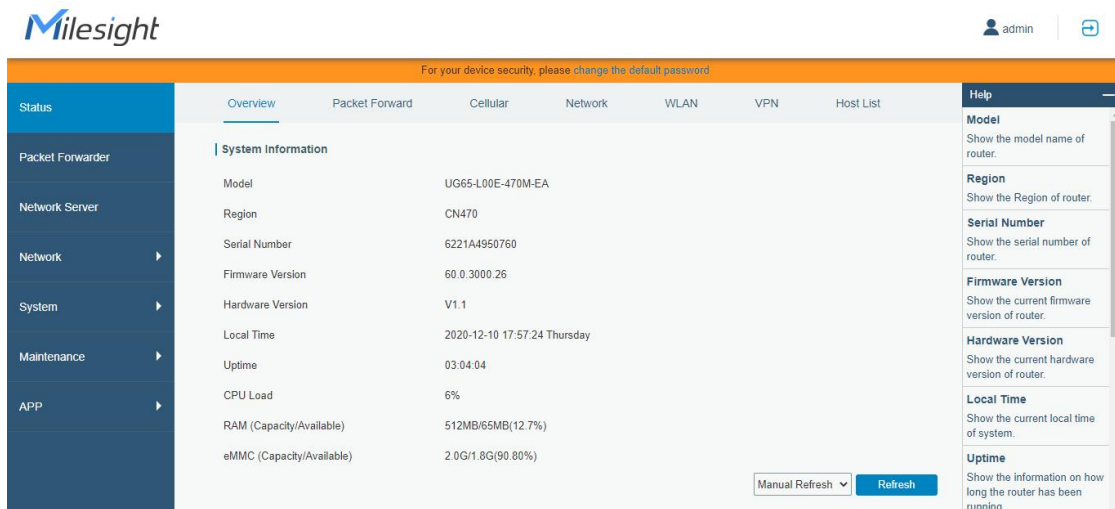 Milesight
admin
For your device security, please change the default password
Status
Packet Forwarder
Network Server
Network
System
Maintenance
APP
Overview Packet Forward Cellular Network WLAN VPN Host List
System Information
Model UG65-L00E-470M-EA
Region CN470
Serial Number 6221A4950760
Firmware Version 60.0.3000.26
Hardware Version V1.1
Local Time 2020-12-10 17:57:24 Thursday
Uptime 03:04:04
CPU Load 6%
RAM (Capacity/Available) 512MB/65MB(12.7%)
eMMC (Capacity/Available) 2.0G/1.8G(90.80%)
Manual Refresh Refresh
Help
Model
Show the model name of
router.
Region
Show the Region of router.
Serial Number
Show the serial number of
router.
Firmware Version
Show the current firmware
version of router.
Hardware Version
Show the current hardware
version of router.
Local Time
Show the current local time
of system.
Uptime
Show the information on how
long the router has been
running